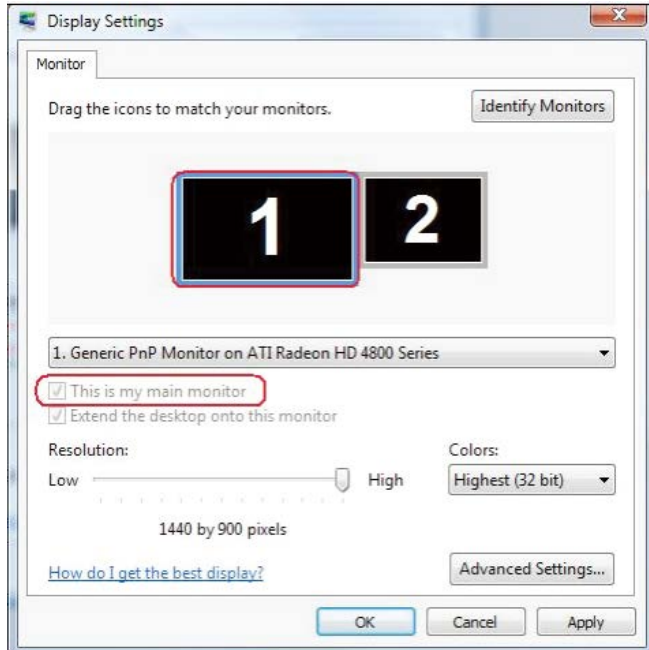 Display Settings
Monitor
Drag the icons to match your monitors.
Identify Monitors
1
2
1. Generic PnP Monitor on ATI Radeon HD 4800 Series
This is my main monitor
Extend the desktop onto this monitor
Resolution:
Colors:
Low
High
Highest (32 bit)
1440 by 900 pixels
How do I get the best display?
Advanced Settings...
OK
Cancel
Apply